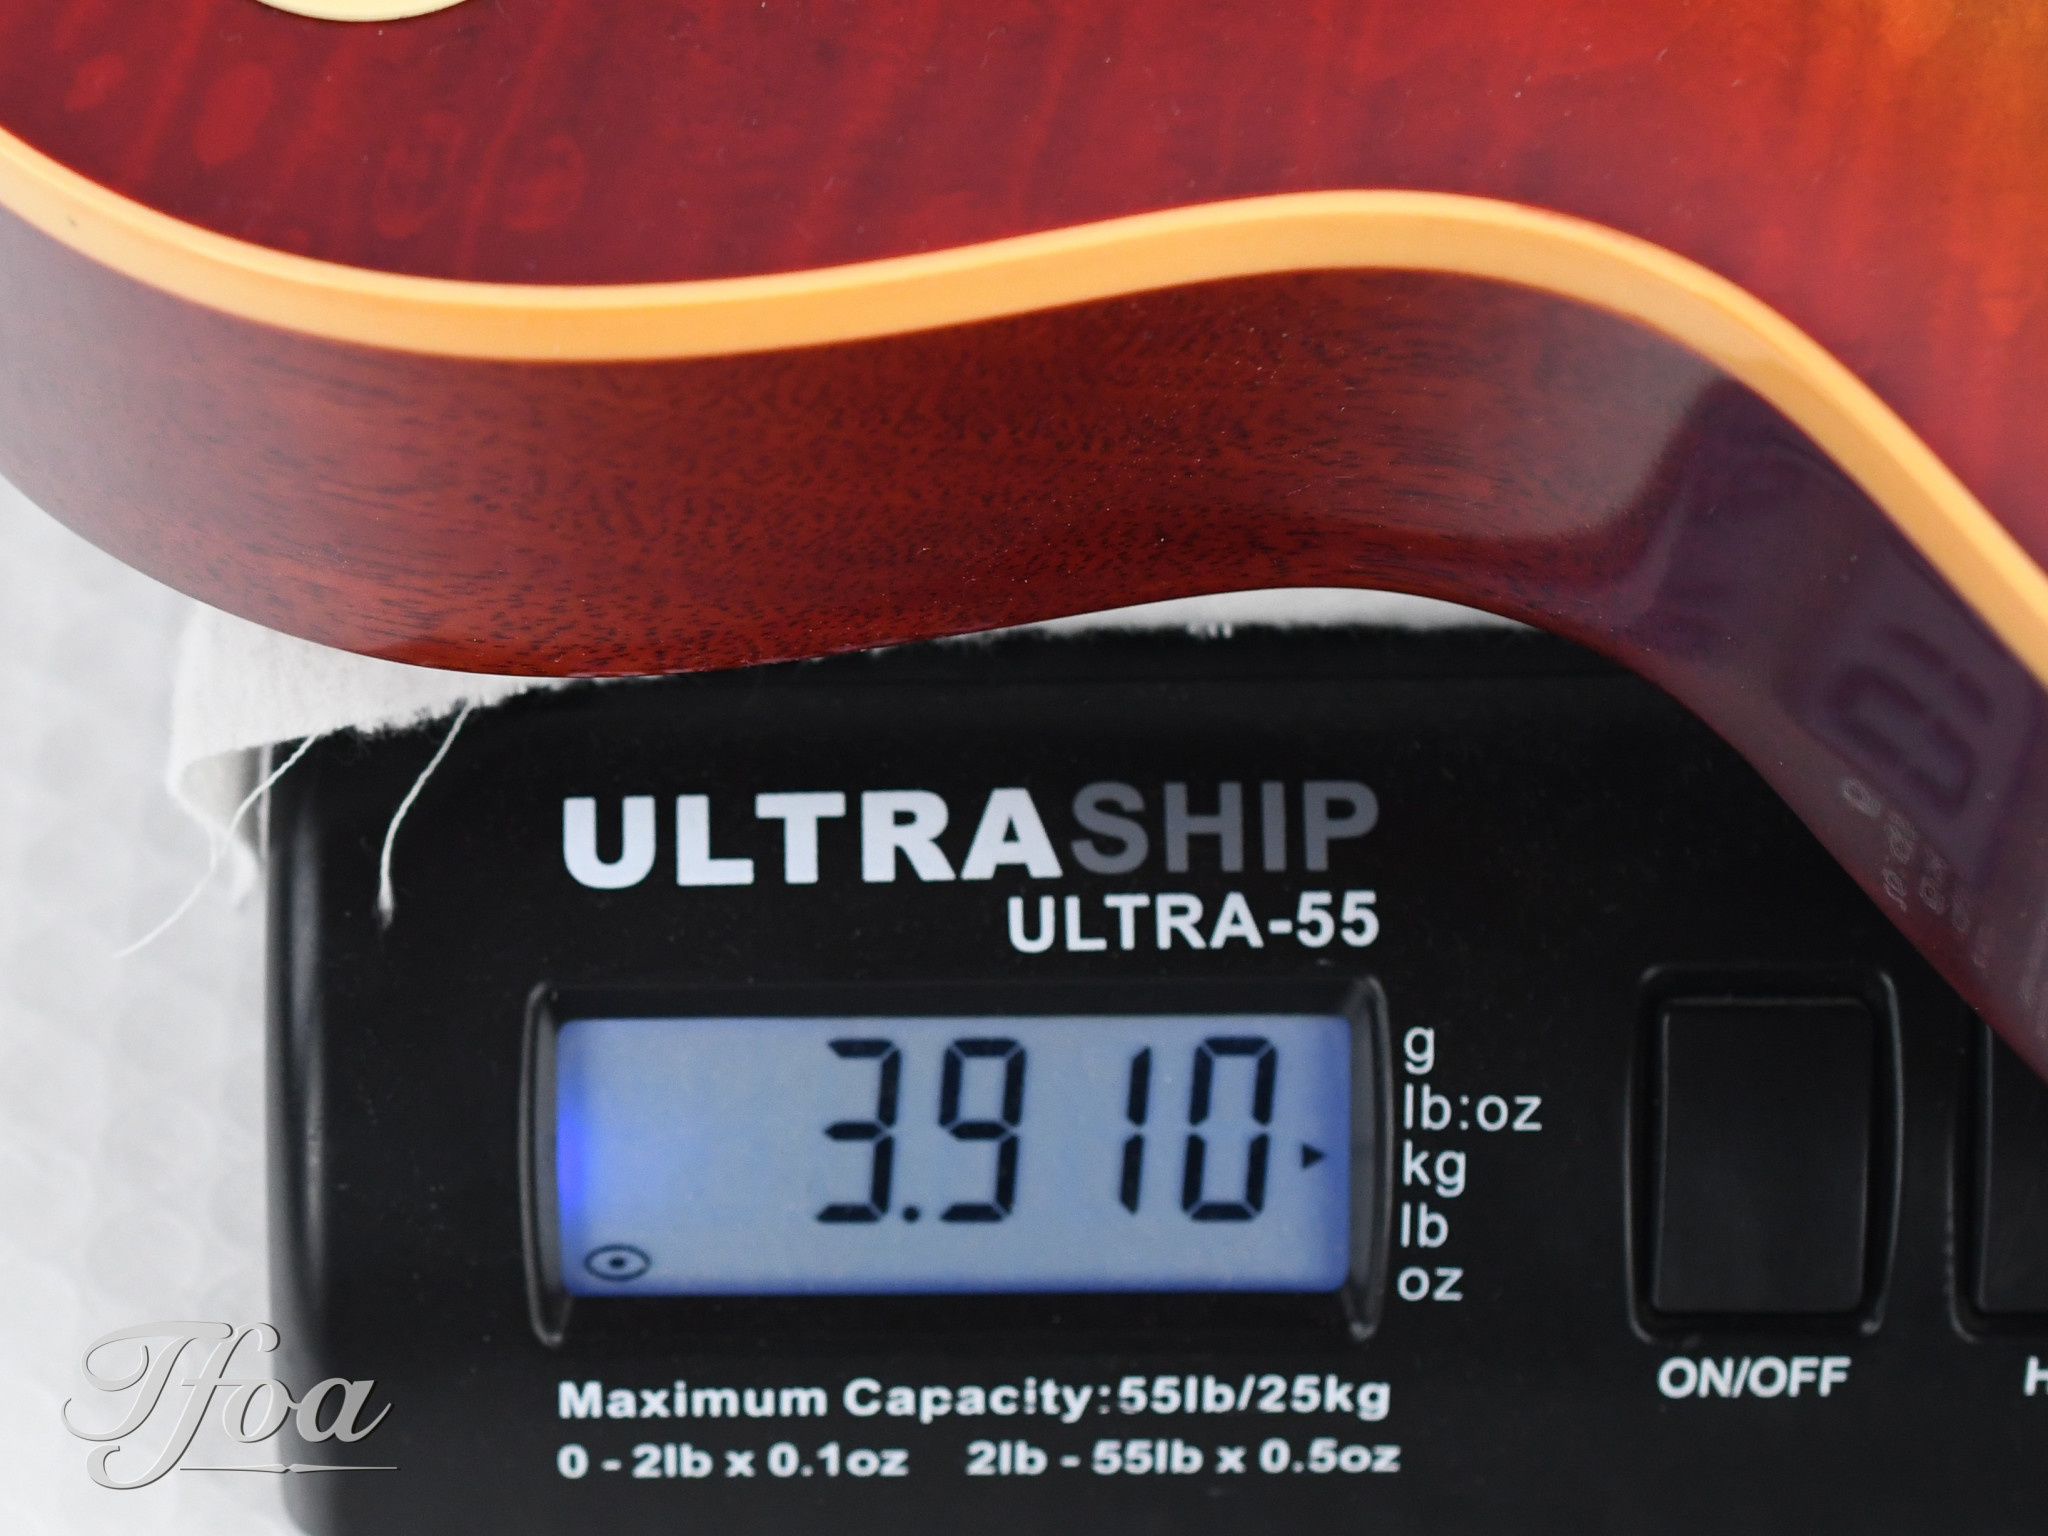 ULTRASHIP
ULTRA-55
3.910
g
lb:oz
kg
lb
oz
Maximum Capacity:55lb/25kg
0 - 2lb x 0.1oz 2lb - 55lb x 0.5oz
ON/OFF
H
Tfoa